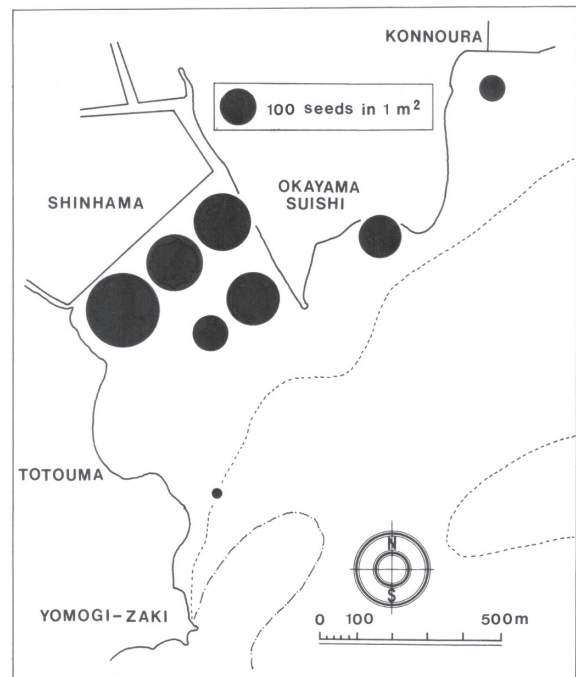 KONNOURA
100 seeds in 1 m²
SHINHAMA
OKAYAMA
SUISHI
TOTOUMA
N
S
YOMOGI-ZAKI
0 100 500m